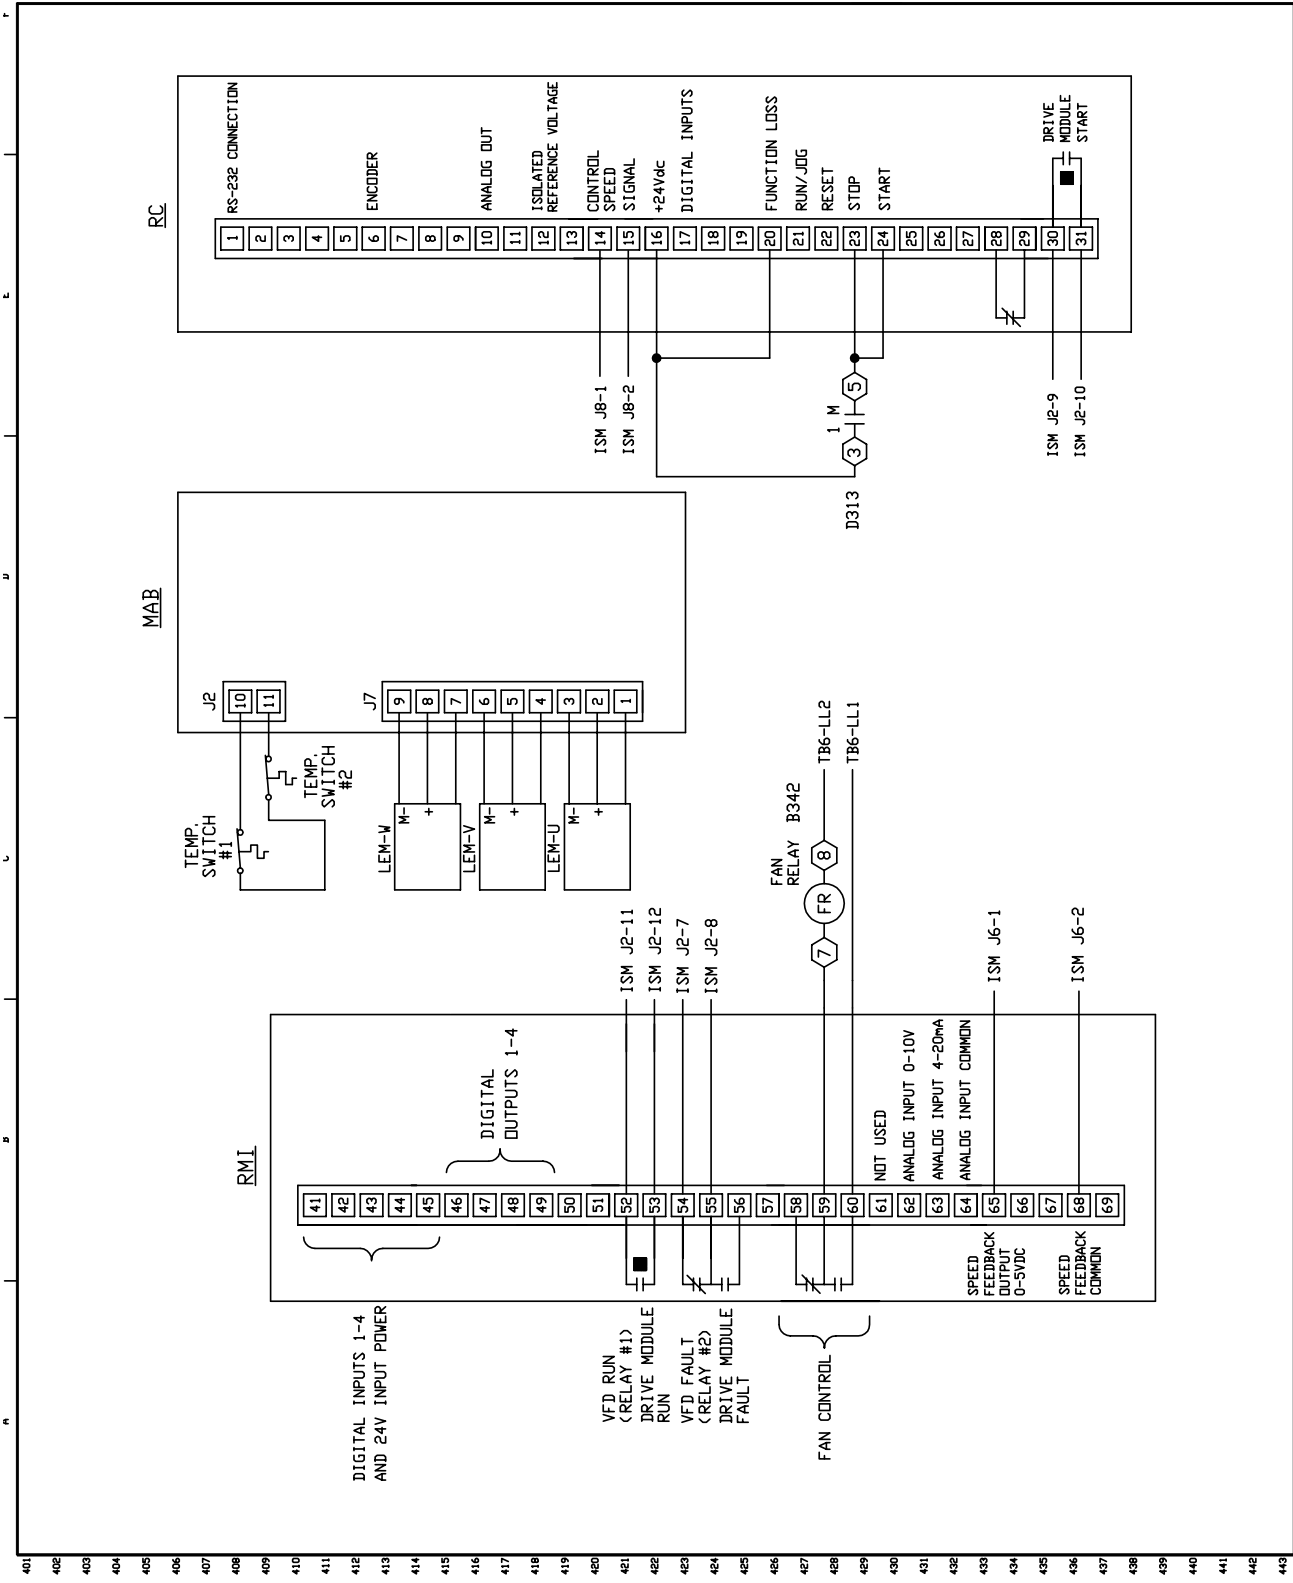 RC
1
2
3
4
5
6
7
8
9
10
11
12
13
14
15
16
17
18
19
20
21
22
23
24
25
26
27
28
29
30
31
RS-232 CONNECTION
ENCODER
ANALOG OUT
ISOLATED
REFERENCE VOLTAGE
CONTROL
SPEED
SIGNAL
+24Vdc
DIGITAL INPUTS
FUNCTION LOSS
RUN/JOG
RESET
STOP
START
DRIVE
MODULE
START
ISM J8-1
ISM J8-2
3
1 M
5
D313
ISM J2-9
ISM J2-10
MAB
J2
10
11
J7
9
8
7
6
5
4
3
2
1
TEMP.
SWITCH
#1
TEMP.
SWITCH
#2
LEM-W
M-
+
LEM-V
M-
+
LEM-U
M-
+
RMI
41
42
43
44
45
46
47
48
49
50
51
52
53
54
55
56
57
58
59
60
61
62
63
64
65
66
67
68
69
DIGITAL INPUTS 1-4
AND 24V INPUT POWER
DIGITAL
OUTPUTS 1-4
VFD RUN
(RELAY #1)
DRIVE MODULE
RUN
VFD FAULT
(RELAY #2)
DRIVE MODULE
FAULT
FAN CONTROL
ISM J2-11
ISM J2-12
ISM J2-7
ISM J2-8
FAN
RELAY B342
7
FR
8
TB6-LL2
TB6-LL1
NOT USED
ANALOG INPUT 0-10V
ANALOG INPUT 4-20mA
ANALOG INPUT COMMON
SPEED
FEEDBACK
OUTPUT
0-5VDC
SPEED
FEEDBACK
COMMON
ISM J6-1
ISM J6-2
A
B
C
D
E
F
401
402
403
404
405
406
407
408
409
410
411
412
413
414
415
416
417
418
419
420
421
422
423
424
425
426
427
428
429
430
431
432
433
434
435
436
437
438
439
440
441
442
443